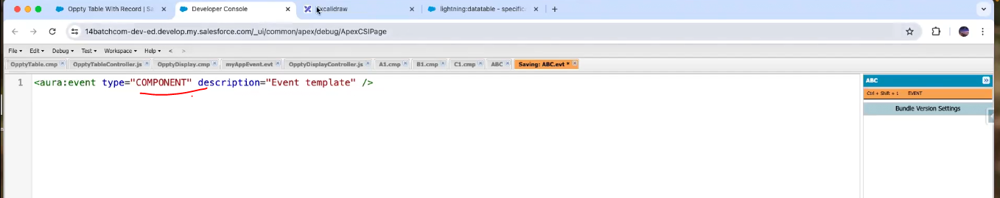 Oppty Table With Record | Sa
Developer Console
Excalidraw
lightning:datatable - specific
14batchcom-dev-ed.develop.my.salesforce.com/_ui/common/apex/debug/ApexCSIPage
File Edit Debug Test Workspace Help < >
OpptyTable.cmp OpptyTableController.js OpptyDisplay.cmp myAppEvent.evt OpptyDisplayController.js A1.cmp B1.cmp C1.cmp ABC Saving: ABC.evt *
1 <aura:event type="COMPONENT" description="Event template" />
ABC
Ctrl + Shift + 1 EVENT
Bundle Version Settings